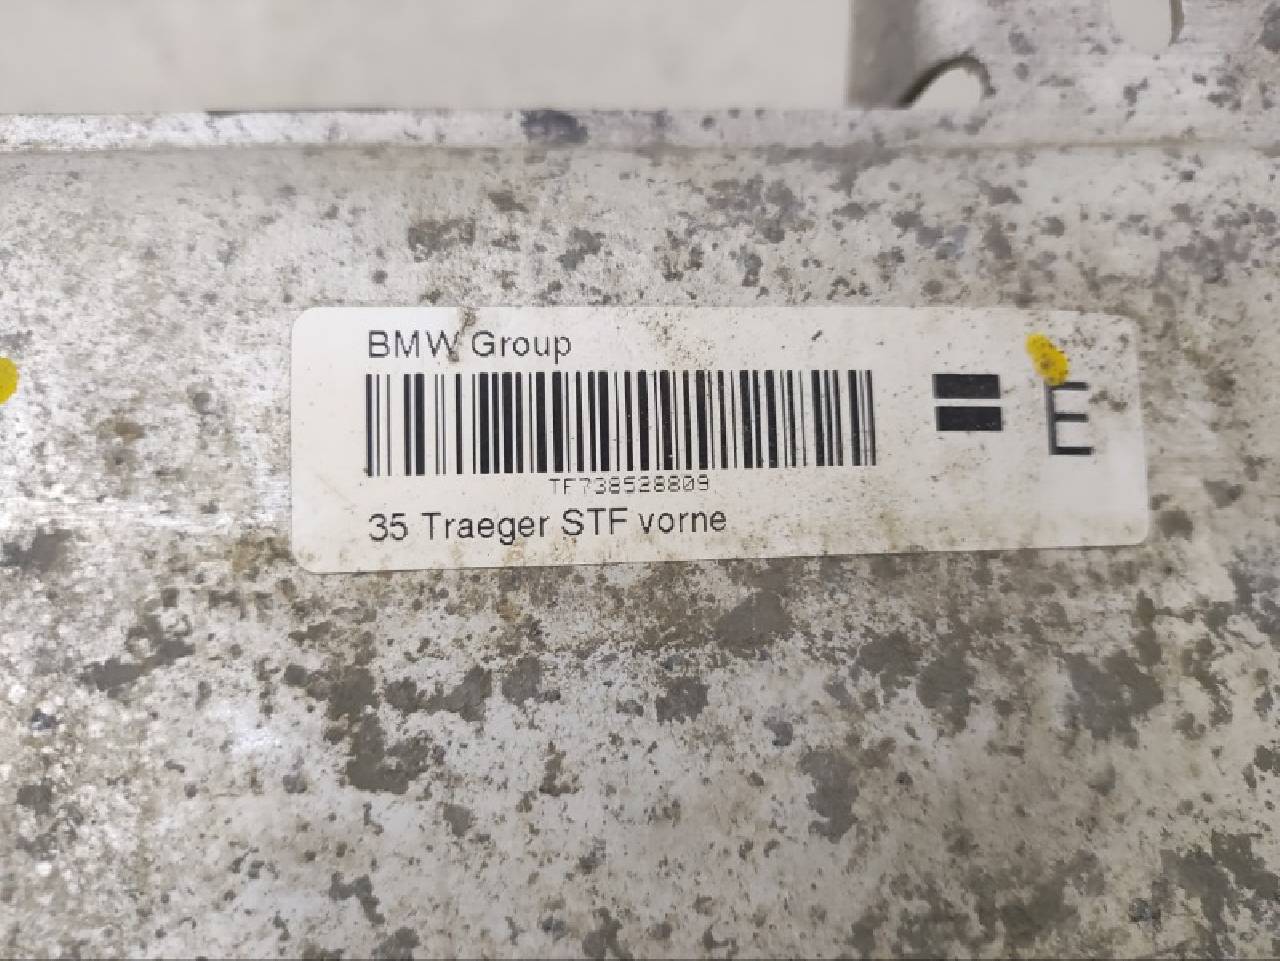 BMW Group
E
TF738528809
35 Traeger STF vorne